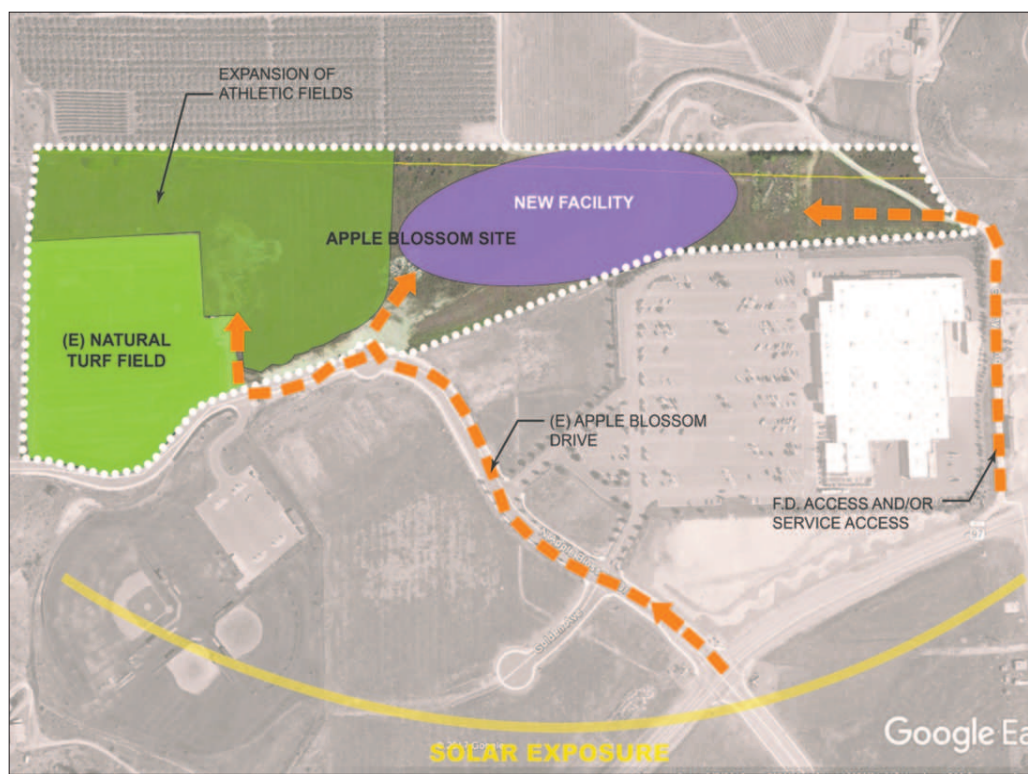 EXPANSION OF
ATHLETIC FIELDS
NEW FACILITY
APPLE BLOSSOM SITE
(E) NATURAL
TURF FIELD
(E) APPLE BLOSSOM
DRIVE
F.D. ACCESS AND/OR
SERVICE ACCESS
97
SOLAR EXPOSURE
Google Ea